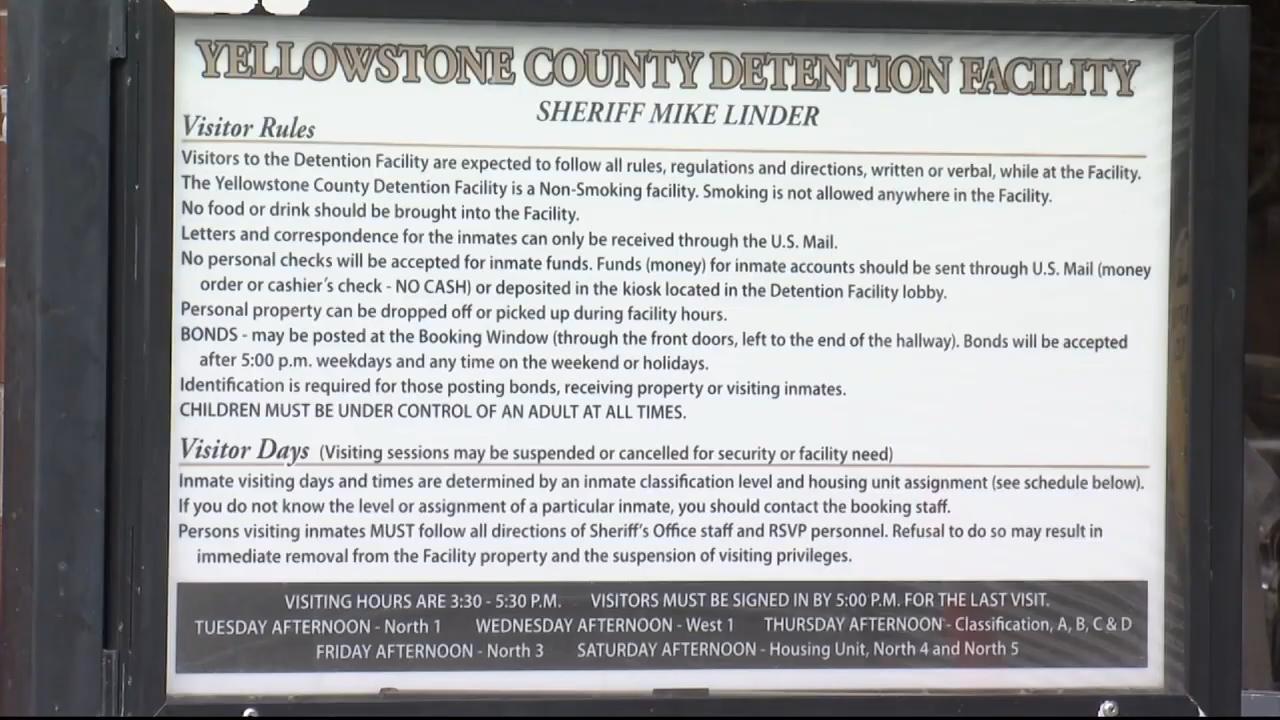 YELLOWSTONE COUNTY DETENTION FACILITY
SHERIFF MIKE LINDER
Visitor Rules
Visitors to the Detention Facility are expected to follow all rules, regulations and directions, written or verbal, while at the Facility.
The Yellowstone County Detention Facility is a Non-Smoking facility. Smoking is not allowed anywhere in the Facility.
No food or drink should be brought into the Facility.
Letters and correspondence for the inmates can only be received through the U.S. Mail.
No personal checks will be accepted for inmate funds. Funds (money) for inmate accounts should be sent through U.S. Mail (money
order or cashier's check - NO CASH) or deposited in the kiosk located in the Detention Facility lobby.
Personal property can be dropped off or picked up during facility hours.
BONDS - may be posted at the Booking Window (through the front doors, left to the end of the hallway). Bonds will be accepted
after 5:00 p.m. weekdays and any time on the weekend or holidays.
Identification is required for those posting bonds, receiving property or visiting inmates.
CHILDREN MUST BE UNDER CONTROL OF AN ADULT AT ALL TIMES.
Visitor Days (Visiting sessions may be suspended or cancelled for security or facility need)
Inmate visiting days and times are determined by an inmate classification level and housing unit assignment (see schedule below).
If you do not know the level or assignment of a particular inmate, you should contact the booking staff.
Persons visiting inmates MUST follow all directions of Sheriff's Office staff and RSVP personnel. Refusal to do so may result in
immediate removal from the Facility property and the suspension of visiting privileges.
VISITING HOURS ARE 3:30 - 5:30 P.M. VISITORS MUST BE SIGNED IN BY 5:00 P.M. FOR THE LAST VISIT.
TUESDAY AFTERNOON - North 1 WEDNESDAY AFTERNOON - West 1 THURSDAY AFTERNOON - Classification, A, B, C & D
FRIDAY AFTERNOON - North 3 SATURDAY AFTERNOON - Housing Unit, North 4 and North 5